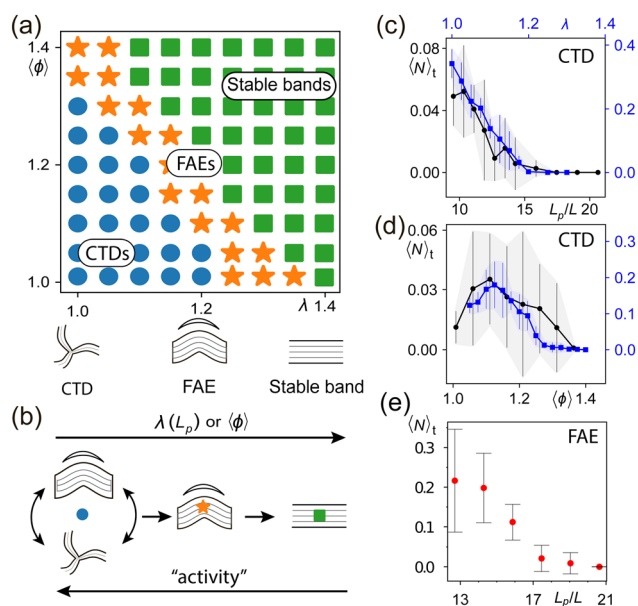 (a)
1.4
⟨ϕ⟩
1.2
1.0
Stable bands
FAEs
CTDs
1.0
1.2
λ
1.4
CTD
FAE
Stable band
(b)
λ(Lp) or ⟨ϕ⟩
"activity"
(c)
1.0
1.2
λ
0.08
⟨N⟩t
0.04
0.00
CTD
0.4
0.2
0.0
10
15
Lp/L
20
(d)
0.06
⟨N⟩t
0.03
0.00
CTD
0.3
0.2
0.1
0.0
1.0
1.2
⟨ϕ⟩
1.4
(e)
⟨N⟩t
0.3
0.2
0.1
0.0
FAE
13
17
Lp/L
21